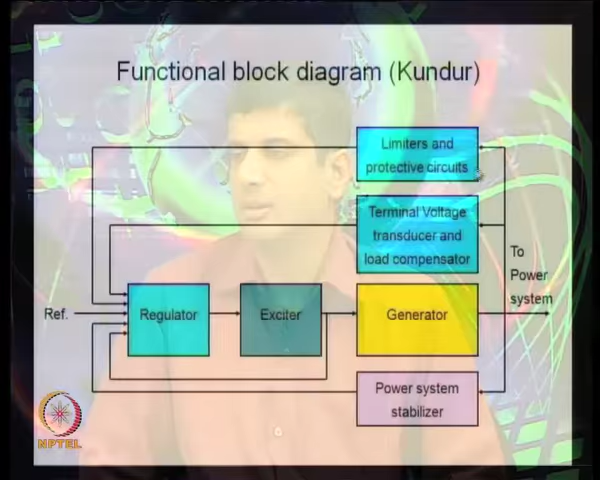 Functional block diagram (Kundur)
Limiters and
protective circuits
Terminal Voltage
transducer and
load compensator
To
Power
system
Ref.
Regulator
Exciter
Generator
Power system
stabilizer
NPTEL